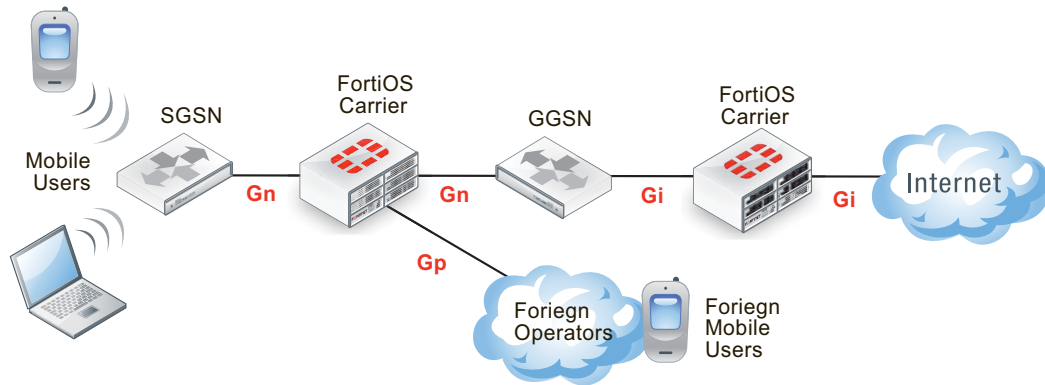 SGSN
FortiOS
Carrier
GGSN
FortiOS
Carrier
Mobile
Users
Gn
Gn
Gi
Gi
Internet
Gp
Foriegn
Operators
Foriegn
Mobile
Users